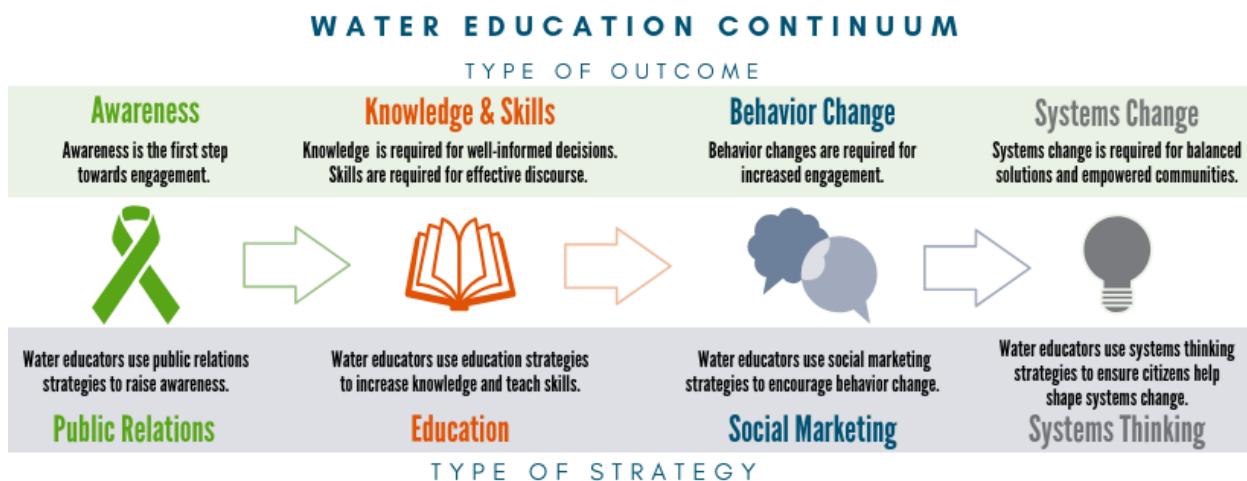 WATER EDUCATION CONTINUUM
TYPE OF OUTCOME
Awareness
Awareness is the first step
towards engagement.
Knowledge & Skills
Knowledge is required for well-informed decisions.
Skills are required for effective discourse.
Behavior Change
Behavior changes are required for
increased engagement.
Systems Change
Systems change is required for balanced
solutions and empowered communities.
Water educators use public relations
strategies to raise awareness.
Public Relations
Water educators use education strategies
to increase knowledge and teach skills.
Education
Water educators use social marketing
strategies to encourage behavior change.
Social Marketing
Water educators use systems thinking
strategies to ensure citizens help
shape systems change.
Systems Thinking
TYPE OF STRATEGY